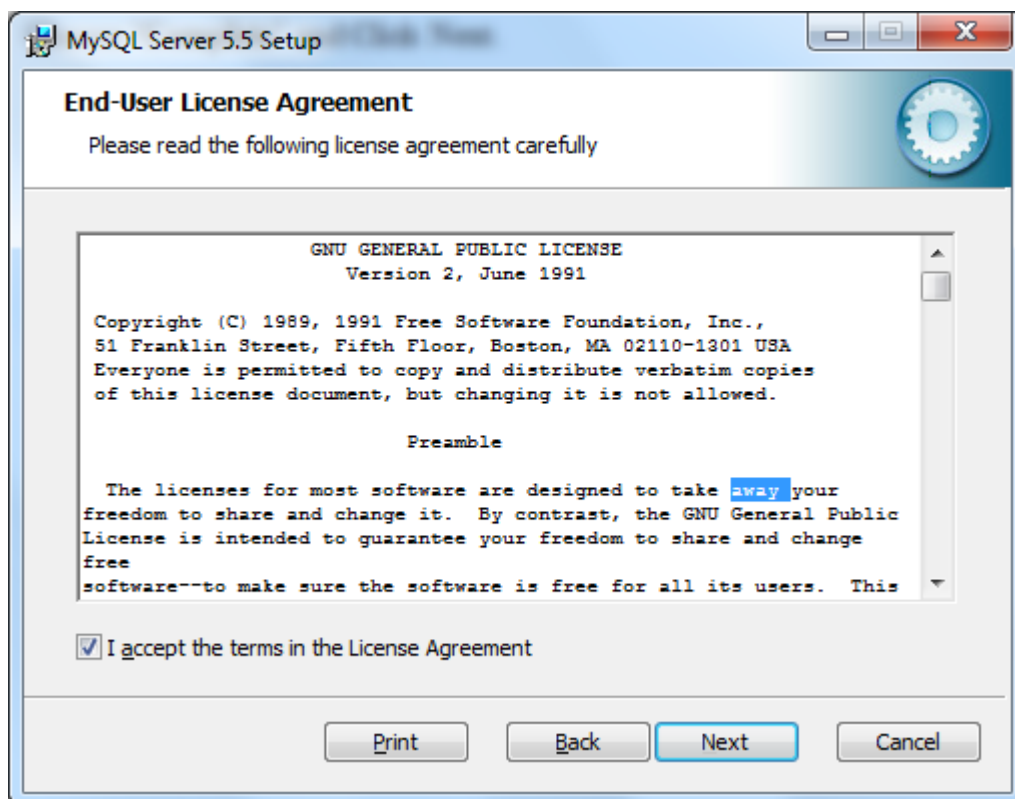 MySQL Server 5.5 Setup
End-User License Agreement
Please read the following license agreement carefully
GNU GENERAL PUBLIC LICENSE
Version 2, June 1991
Copyright (C) 1989, 1991 Free Software Foundation, Inc.,
51 Franklin Street, Fifth Floor, Boston, MA 02110-1301 USA
Everyone is permitted to copy and distribute verbatim copies
of this license document, but changing it is not allowed.
Preamble
The licenses for most software are designed to take away your
freedom to share and change it.  By contrast, the GNU General Public
License is intended to guarantee your freedom to share and change
free
software--to make sure the software is free for all its users.  This
I accept the terms in the License Agreement
Print Back Next Cancel